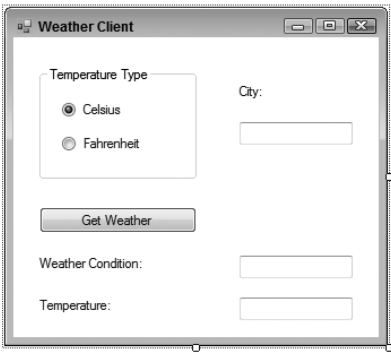 Weather Client
Temperature Type
Celsius
Fahrenheit
City:
Get Weather
Weather Condition:
Temperature: